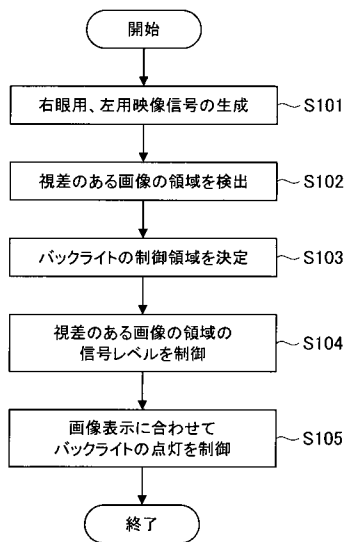 開始
右眼用、左用映像信号の生成
S101
視差のある画像の領域を検出
S102
バックライトの制御領域を決定
S103
視差のある画像の領域の
信号レベルを制御
S104
画像表示に合わせて
バックライトの点灯を制御
S105
終了